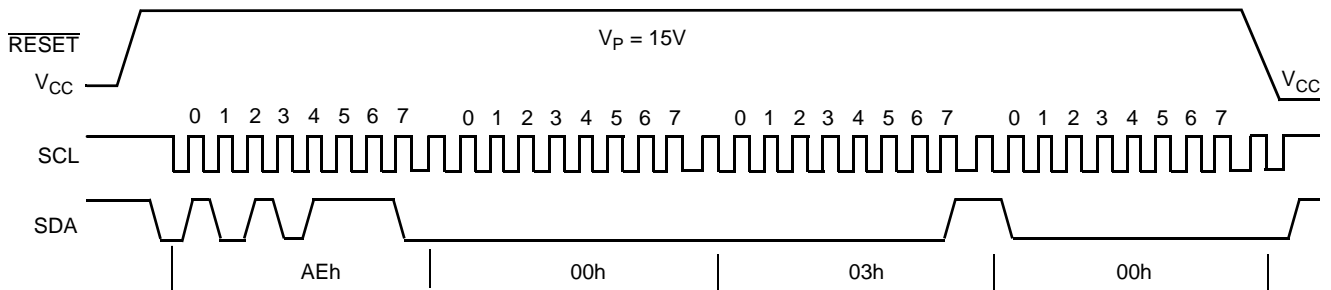 RESET
V_P = 15V
V_CC
V_CC
0 1 2 3 4 5 6 7 0 1 2 3 4 5 6 7 0 1 2 3 4 5 6 7 0 1 2 3 4 5 6 7
SCL
SDA
AEh 00h 03h 00h